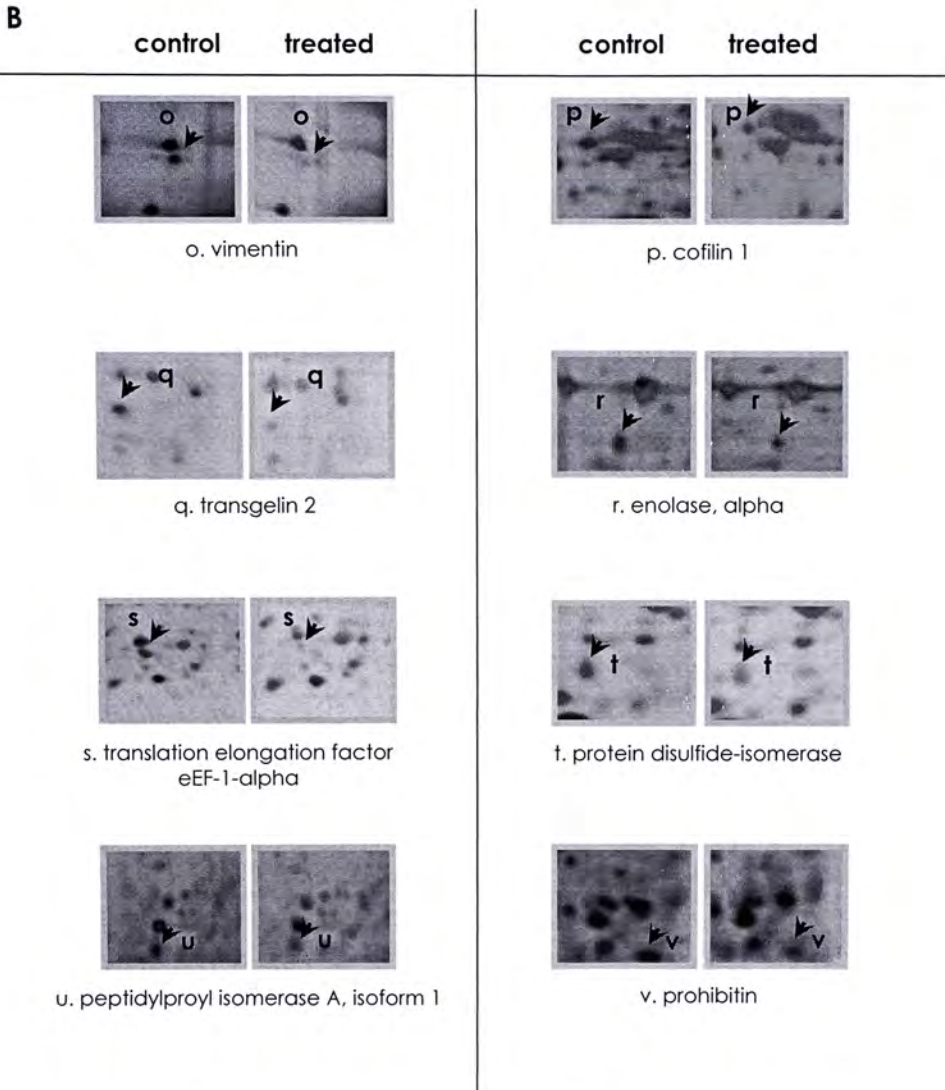 B
control treated control treated
o o
o. vimentin
p p
p. cofilin 1
q q
q. transgelin 2
r r
r. enolase, alpha
s s
s. translation elongation factor
eEF-1-alpha
t t
t. protein disulfide-isomerase
u u
u. peptidylproyl isomerase A, isoform 1
v v
v. prohibitin